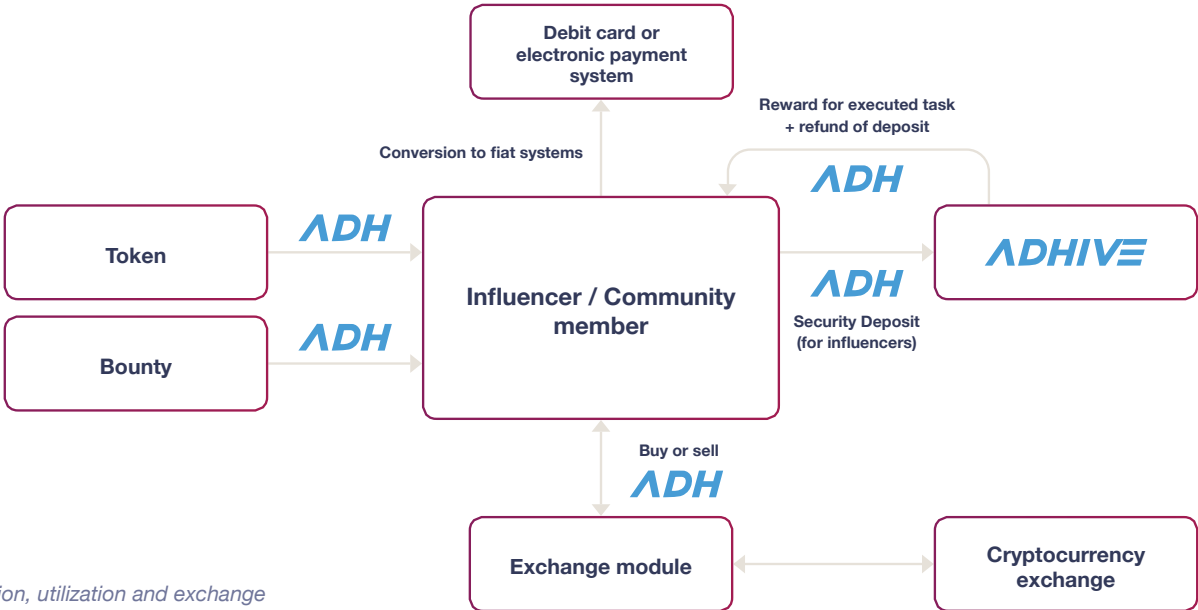 Debit card or
electronic payment
system
Reward for executed task
+ refund of deposit
Conversion to fiat systems
ADH
Token
ADH
Influencer / Community
member
ADHIVE
ADH
Security Deposit
(for influencers)
Bounty
ADH
Buy or sell
ADH
Exchange module
Cryptocurrency
exchange
utilization and exchange